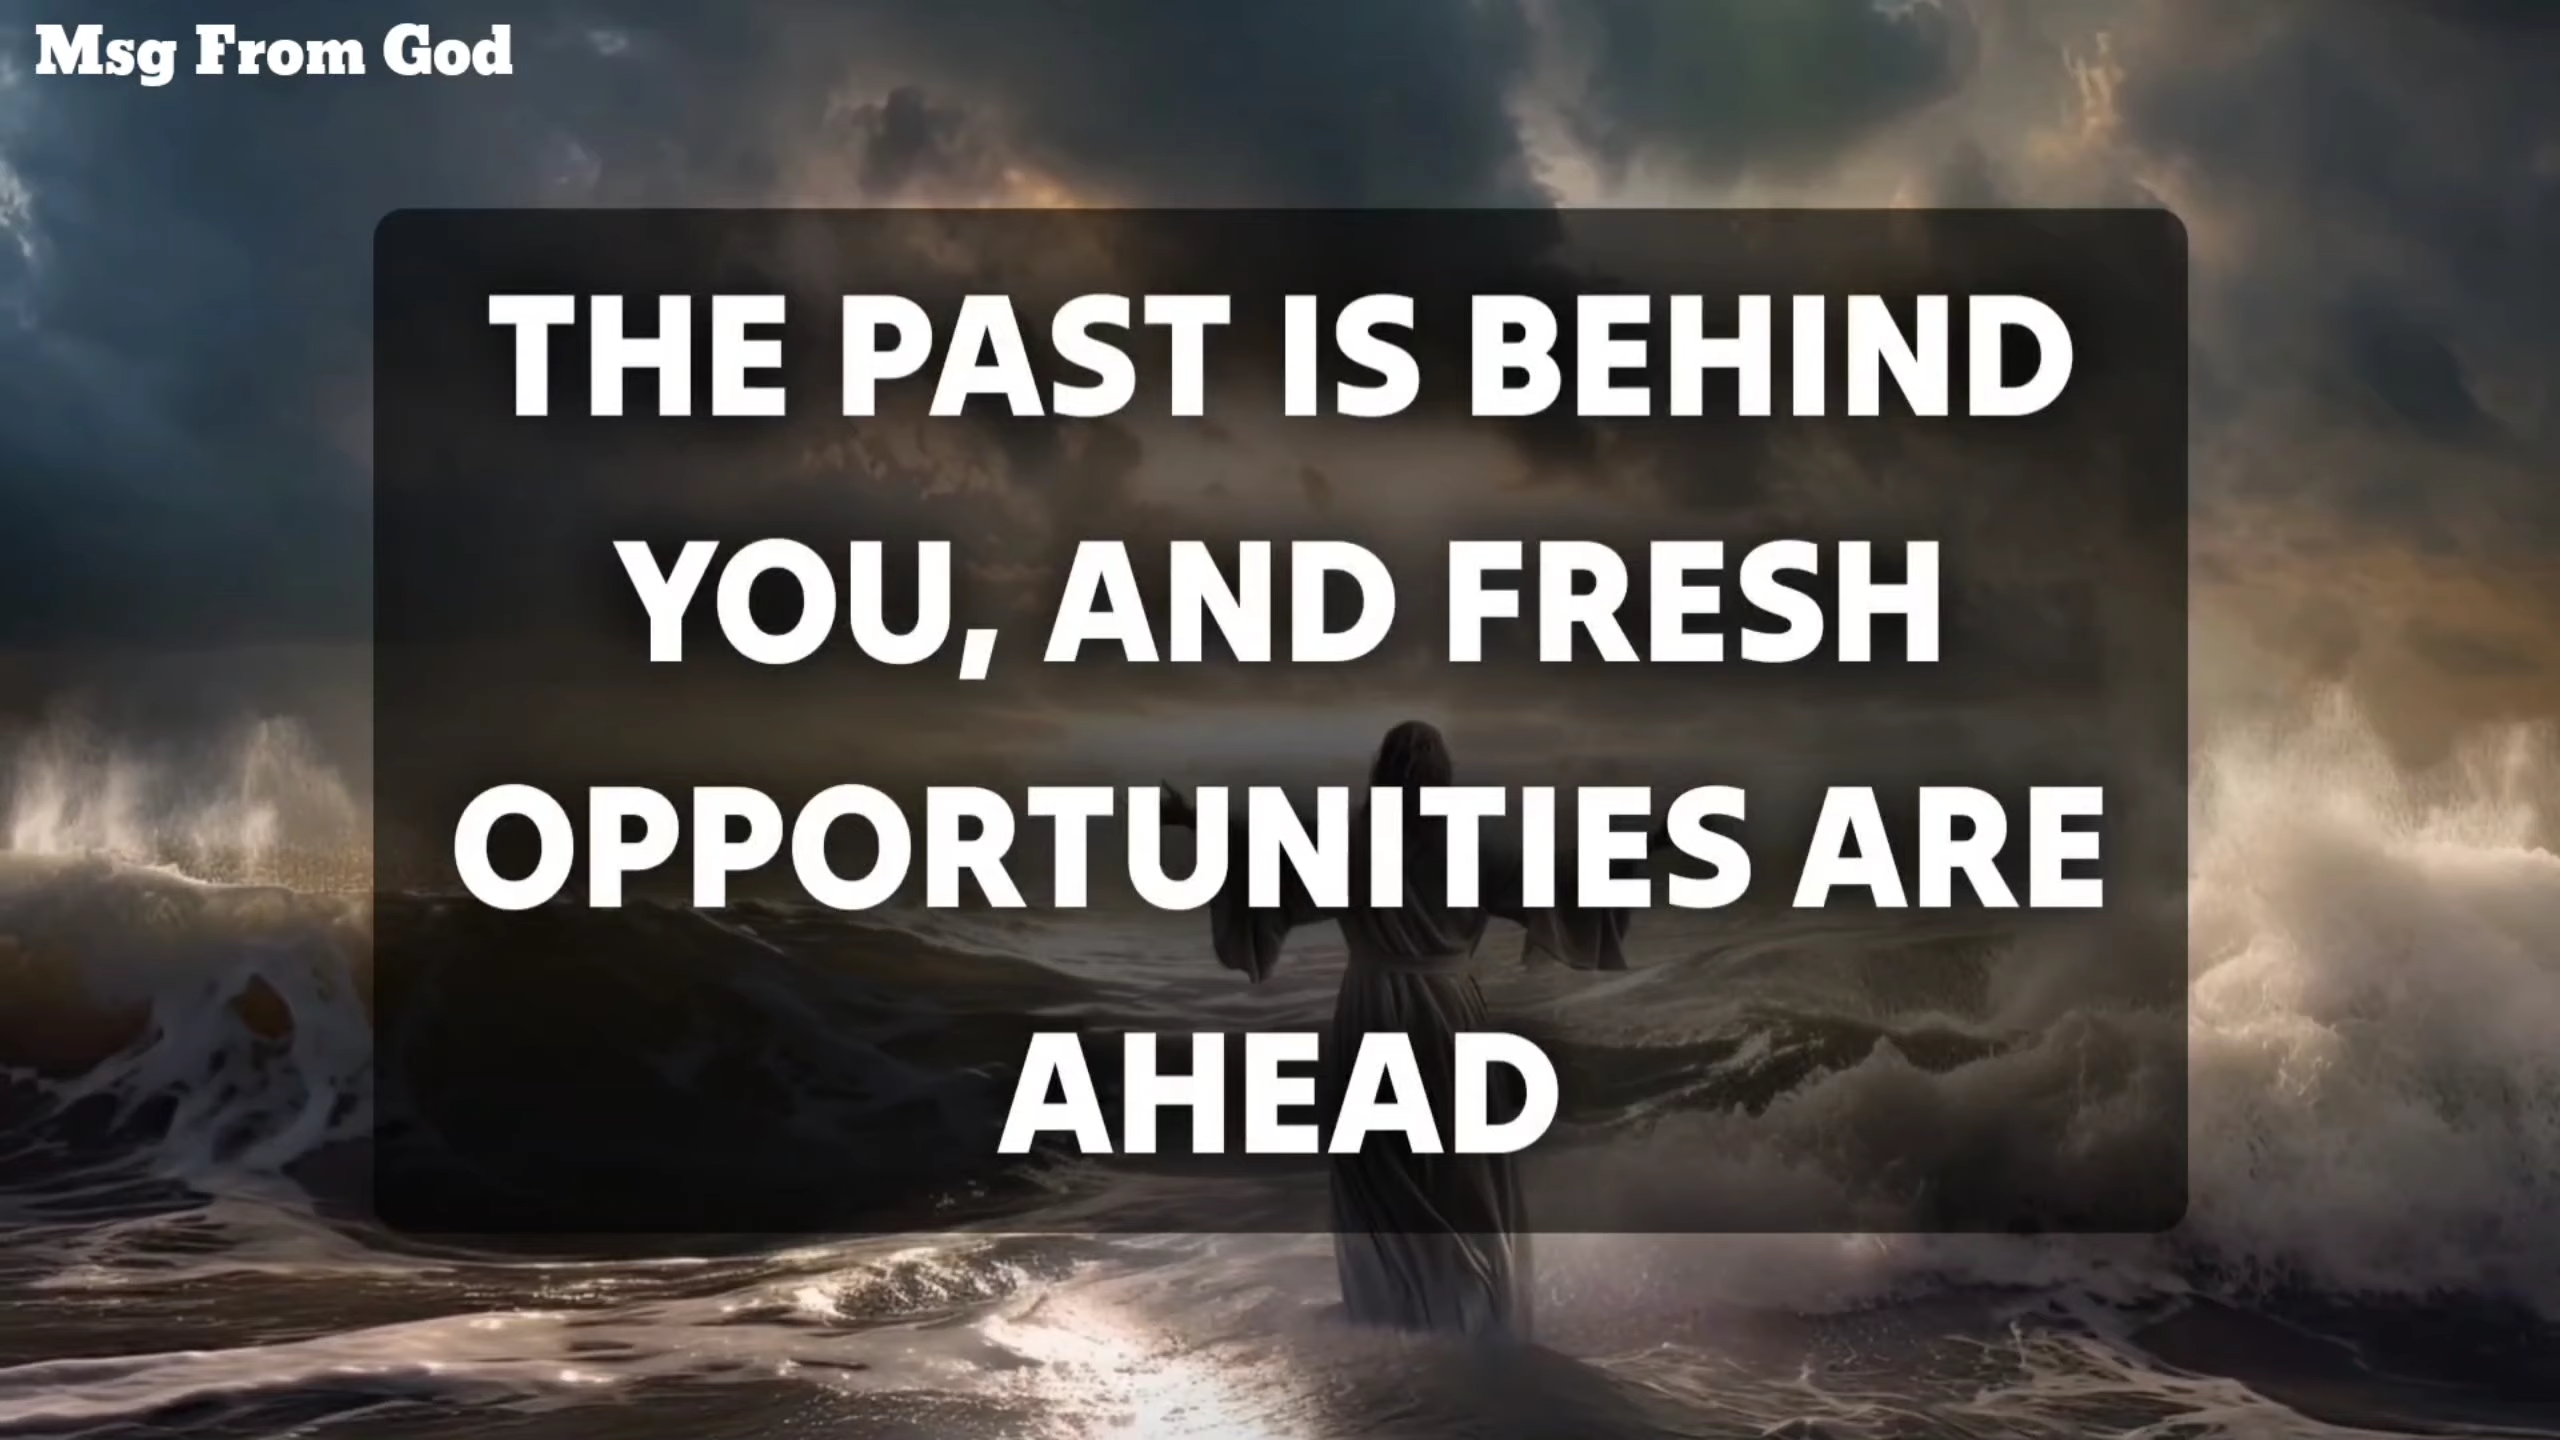 Msg From God
THE PAST IS BEHIND
YOU, AND FRESH
OPPORTUNITIES ARE
AHEAD